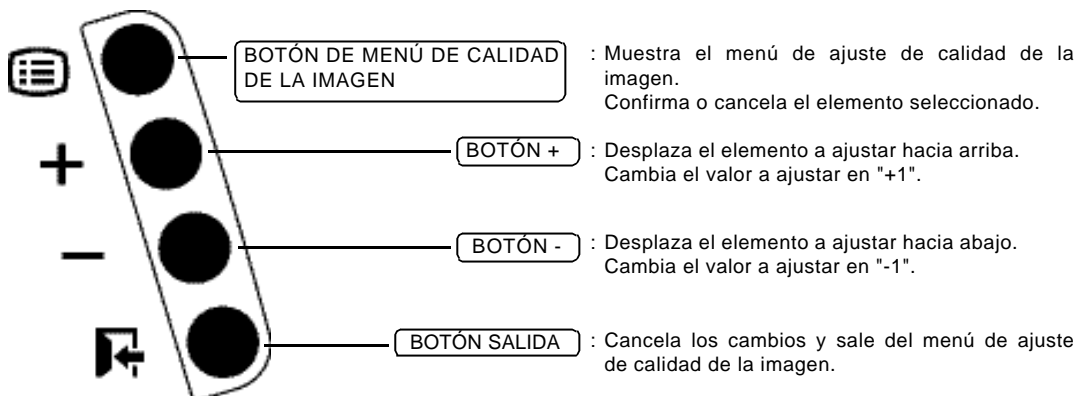 BOTÓN DE MENÚ DE CALIDAD
DE LA IMAGEN
: Muestra el menú de ajuste de calidad de la
imagen.
Confirma o cancela el elemento seleccionado.
+
BOTÓN +
: Desplaza el elemento a ajustar hacia arriba.
Cambia el valor a ajustar en "+1".
−
BOTÓN -
: Desplaza el elemento a ajustar hacia abajo.
Cambia el valor a ajustar en "-1".
BOTÓN SALIDA
: Cancela los cambios y sale del menú de ajuste
de calidad de la imagen.